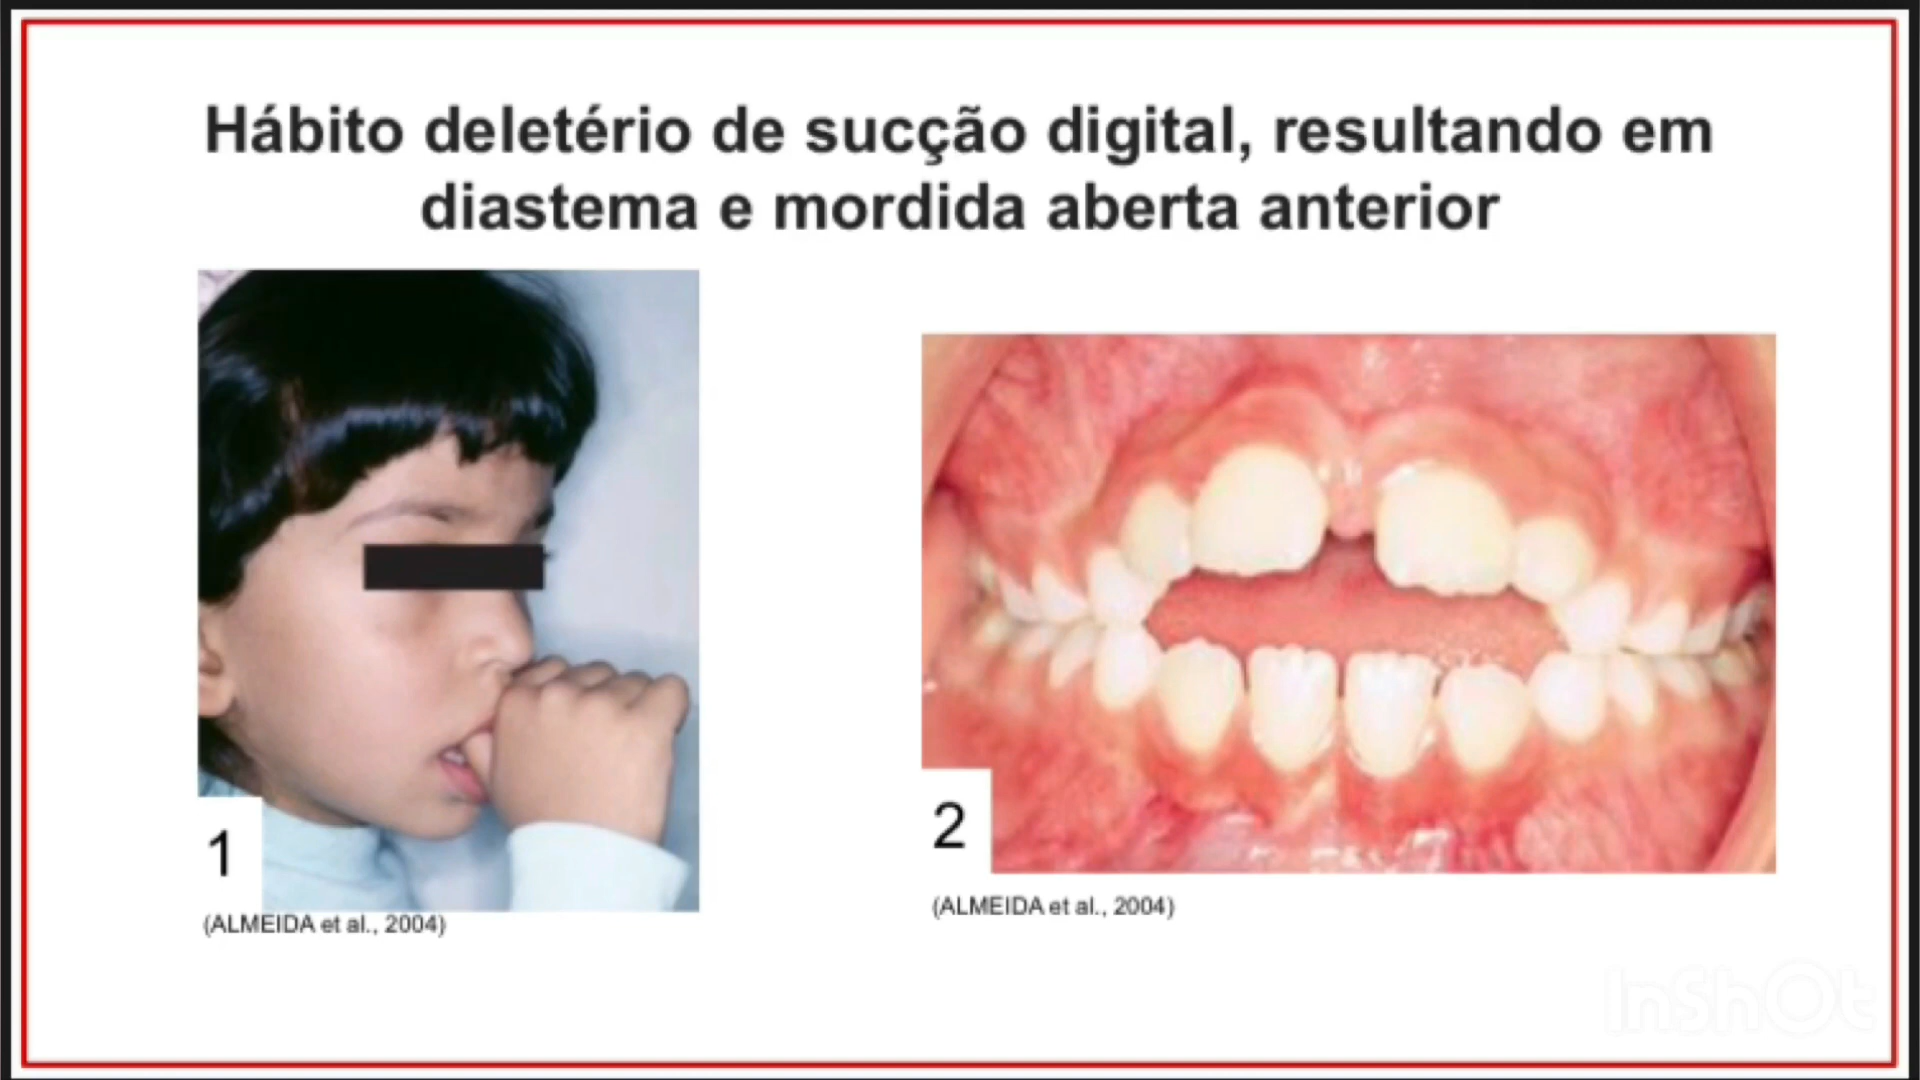 Hábito deletério de sucção digital, resultando em
diastema e mordida aberta anterior
1
(ALMEIDA et al., 2004)
2
(ALMEIDA et al., 2004)
InShOt